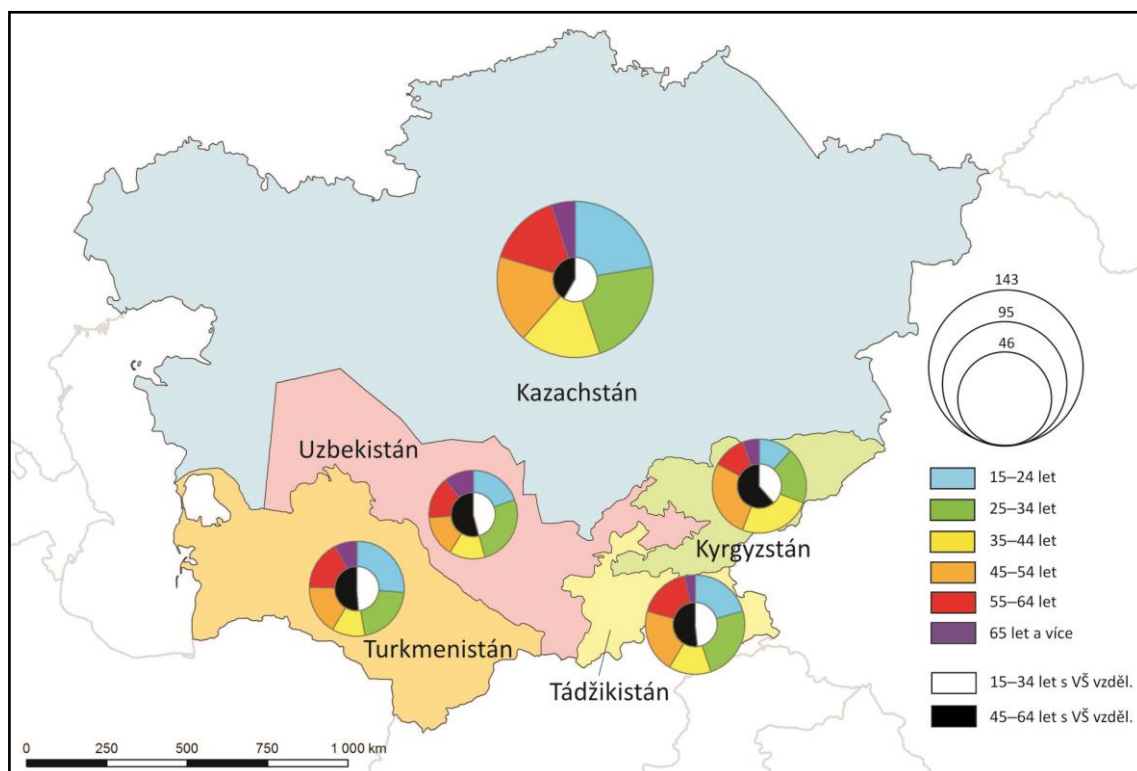 Kazachstán
Uzbekistán
Kyrgyzstán
Turkmenistán
Tádžikistán
143
95
46
15–24 let
25–34 let
35–44 let
45–54 let
55–64 let
65 let a více
15–34 let s VŠ vzděl.
45–64 let s VŠ vzděl.
0 250 500 750 1 000 km